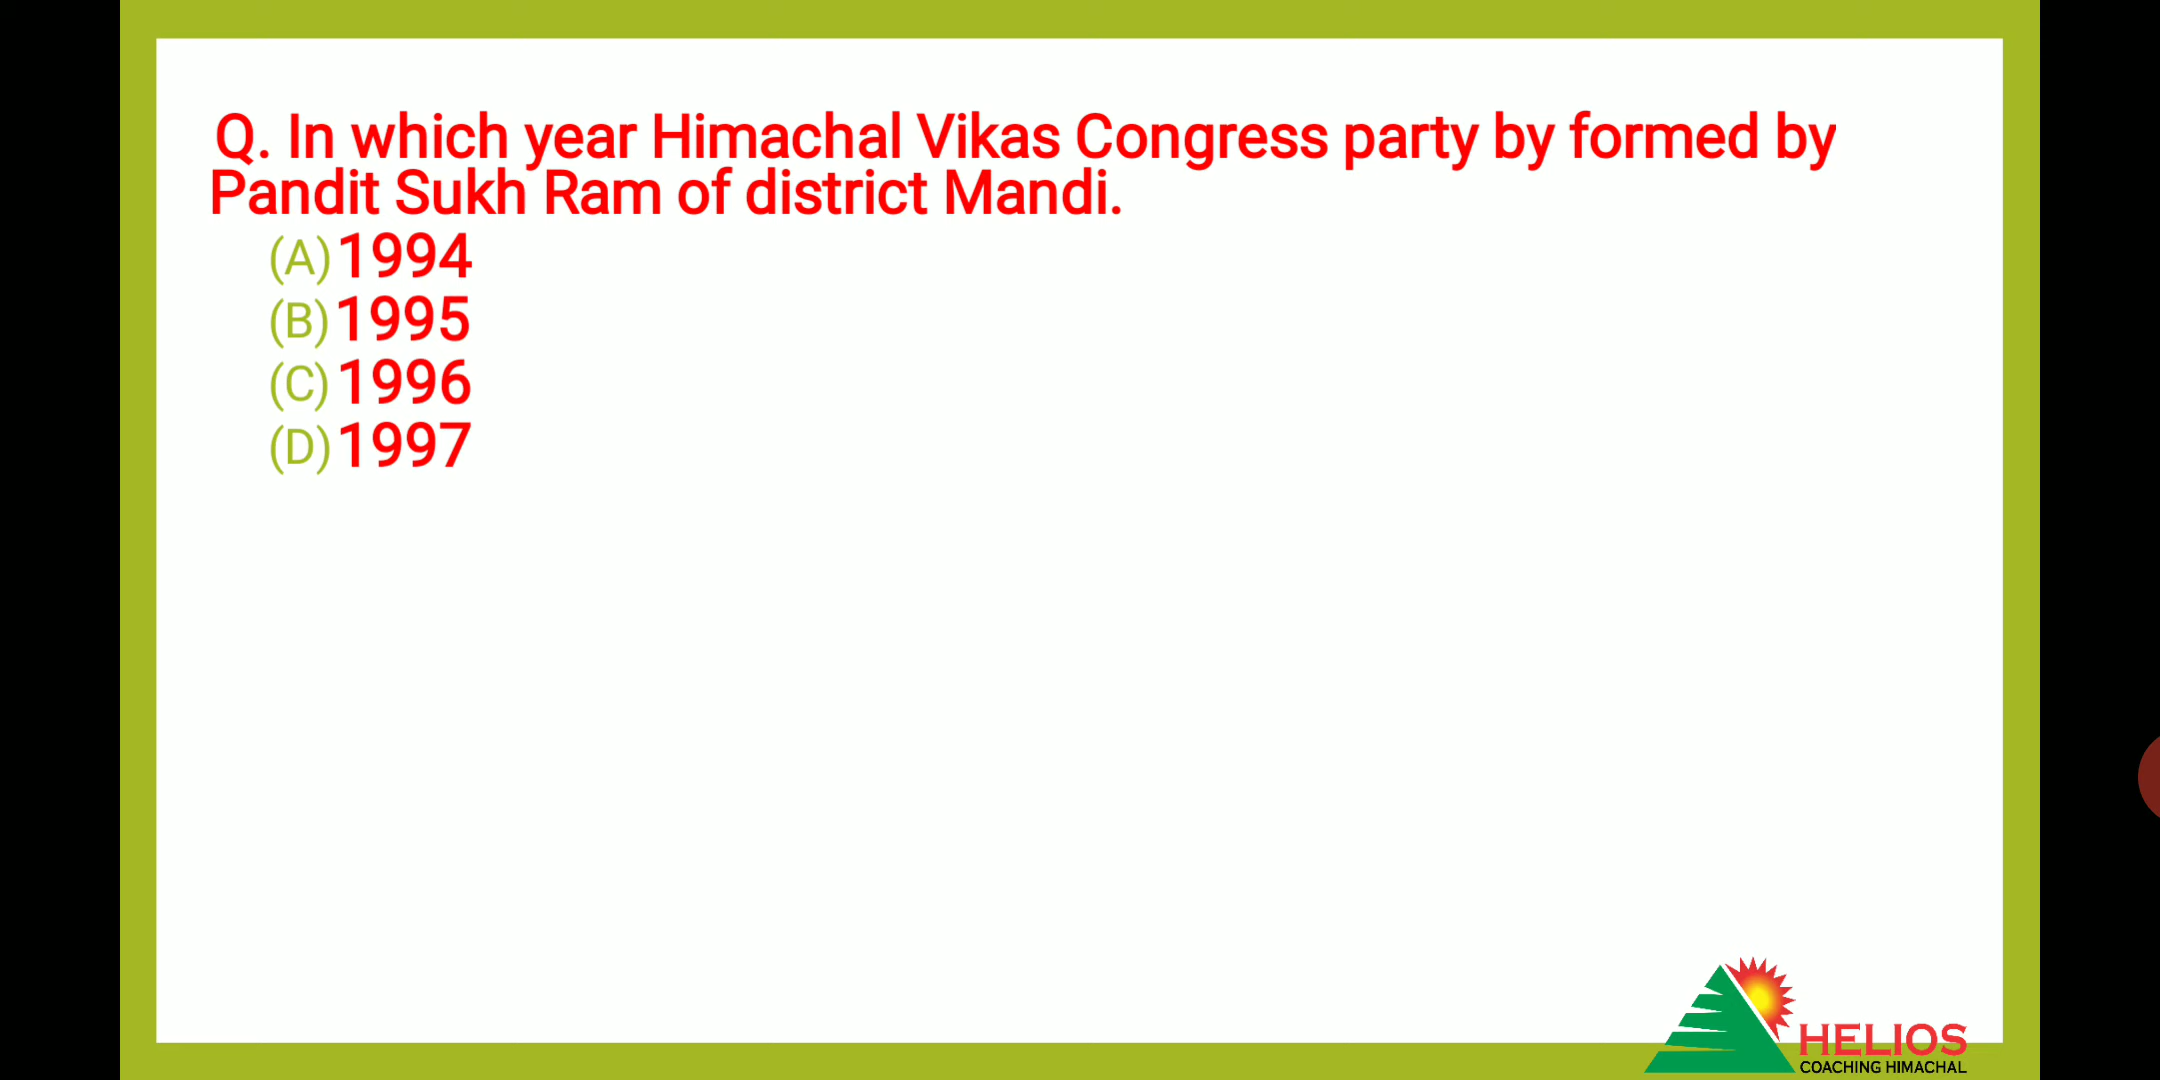 Q. In which year Himachal Vikas Congress party by formed by
Pandit Sukh Ram of district Mandi.
(A) 1994
(B) 1995
(C) 1996
(D) 1997
HELIOS
COACHING HIMACHAL